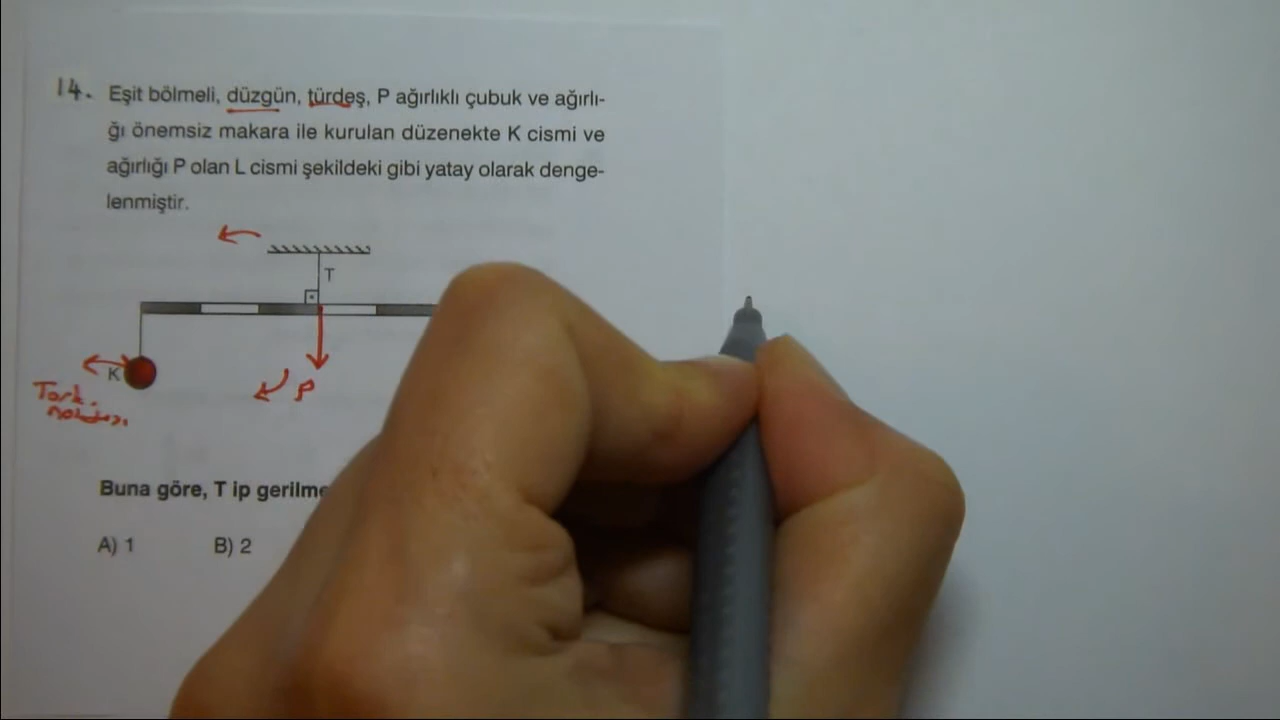 14. Eşit bölmeli, düzgün, türdeş, P ağırlıklı çubuk ve ağırlı-
ğı önemsiz makara ile kurulan düzenekte K cismi ve
ağırlığı P olan L cismi şekildeki gibi yatay olarak denge-
lenmiştir.
T
K
P
Tork
noktası
Buna göre, T ip gerilme
A) 1 B) 2